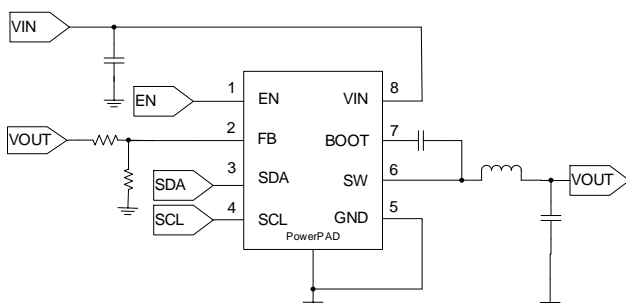 VIN
EN
1
EN
VIN
8
VOUT
2
FB
BOOT
7
SDA
3
SDA
SW
6
VOUT
SCL
4
SCL
GND
5
PowerPAD